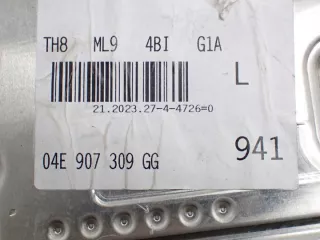 TH8 ML9 4BI G1A
L
21.2023.27-4-4726=0
04E 907 309 GG
941